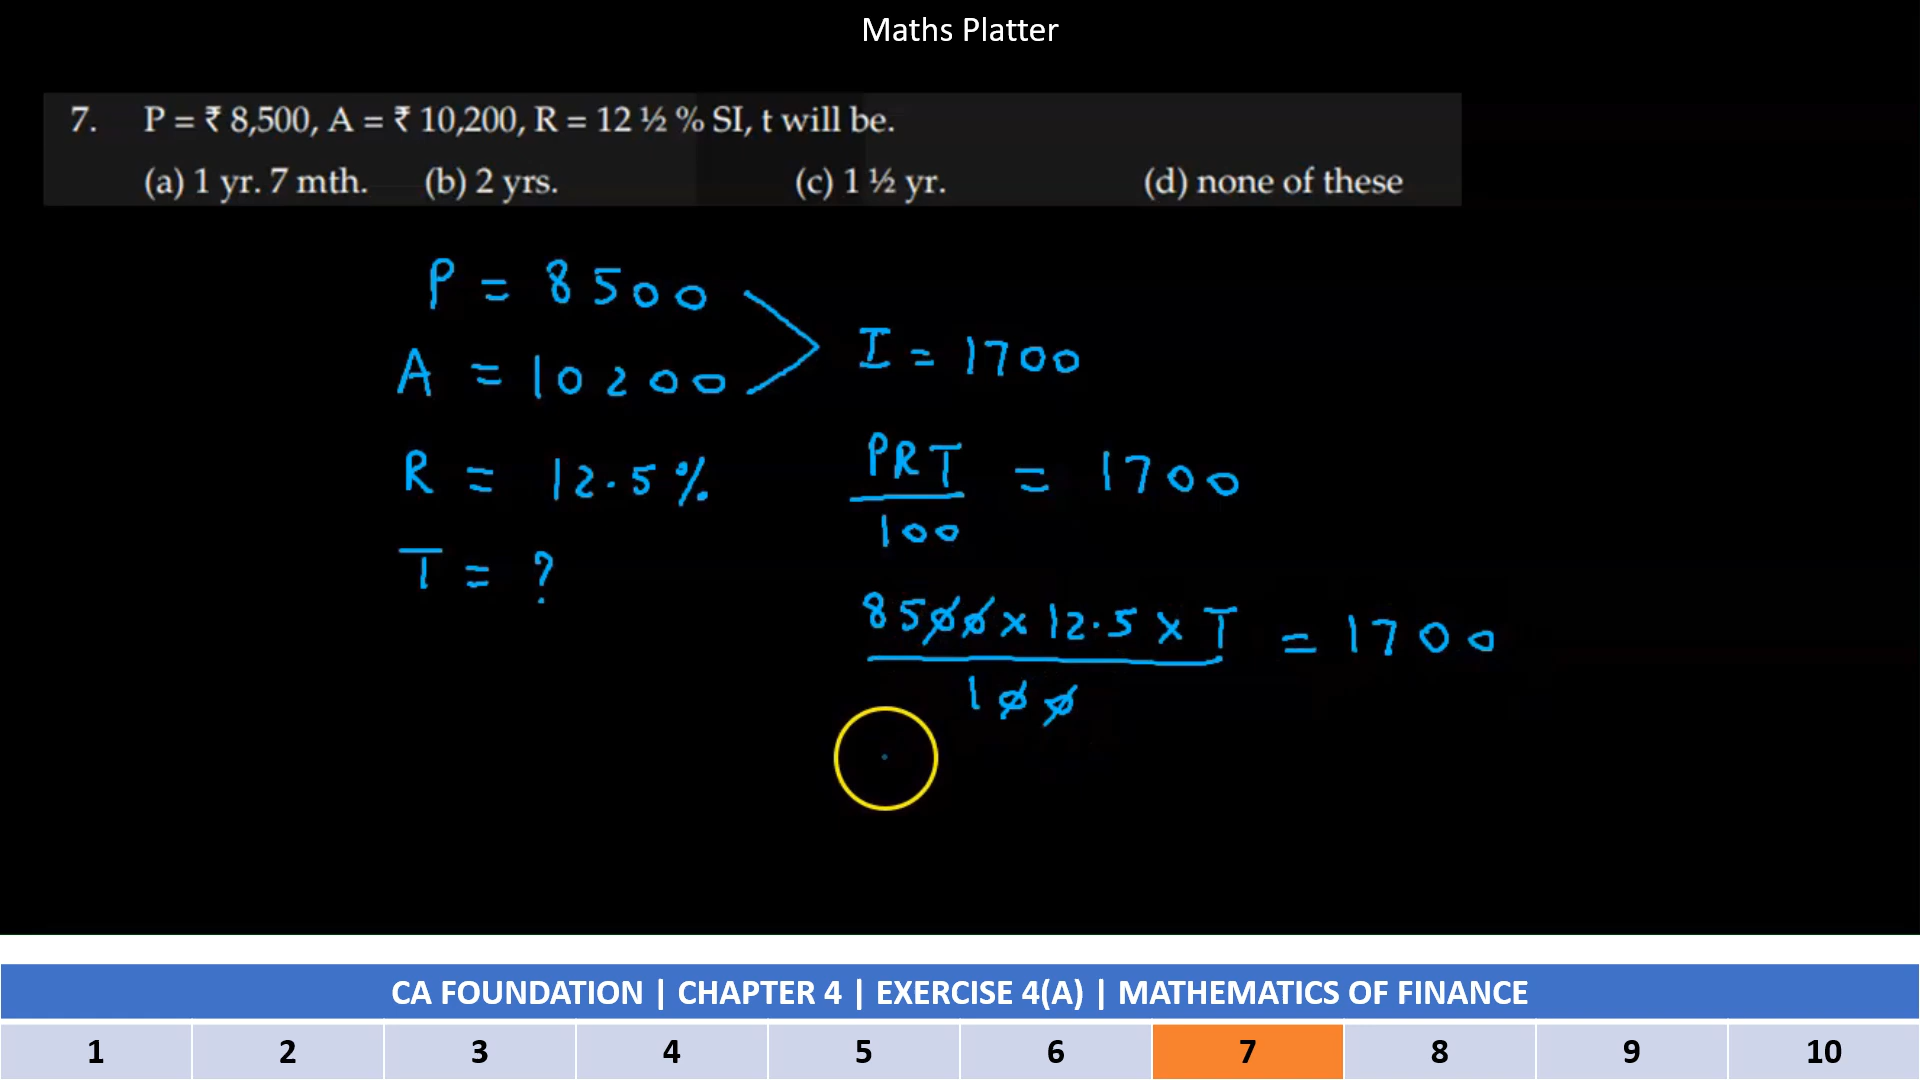 Maths Platter
7. P = ₹ 8,500, A = ₹ 10,200, R = 12 ½ % SI, t will be.
(a) 1 yr. 7 mth. (b) 2 yrs. (c) 1 ½ yr. (d) none of these
P = 8500
A = 10200
I = 1700
R = 12.5%
PRT/100 = 1700
T = ?
8500 × 12.5 × T / 100 = 1700
CA FOUNDATION | CHAPTER 4 | EXERCISE 4(A) | MATHEMATICS OF FINANCE
1 2 3 4 5 6 7 8 9 10